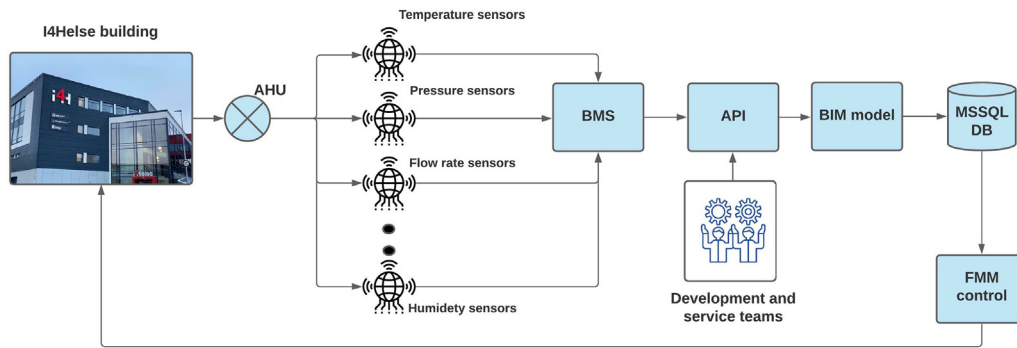 Temperature sensors
I4Helse building
AHU
Pressure sensors
i4H
BMS
API
BIM model
MSSQL
DB
Flow rate sensors
FMM
control
Development and
service teams
Humidety sensors